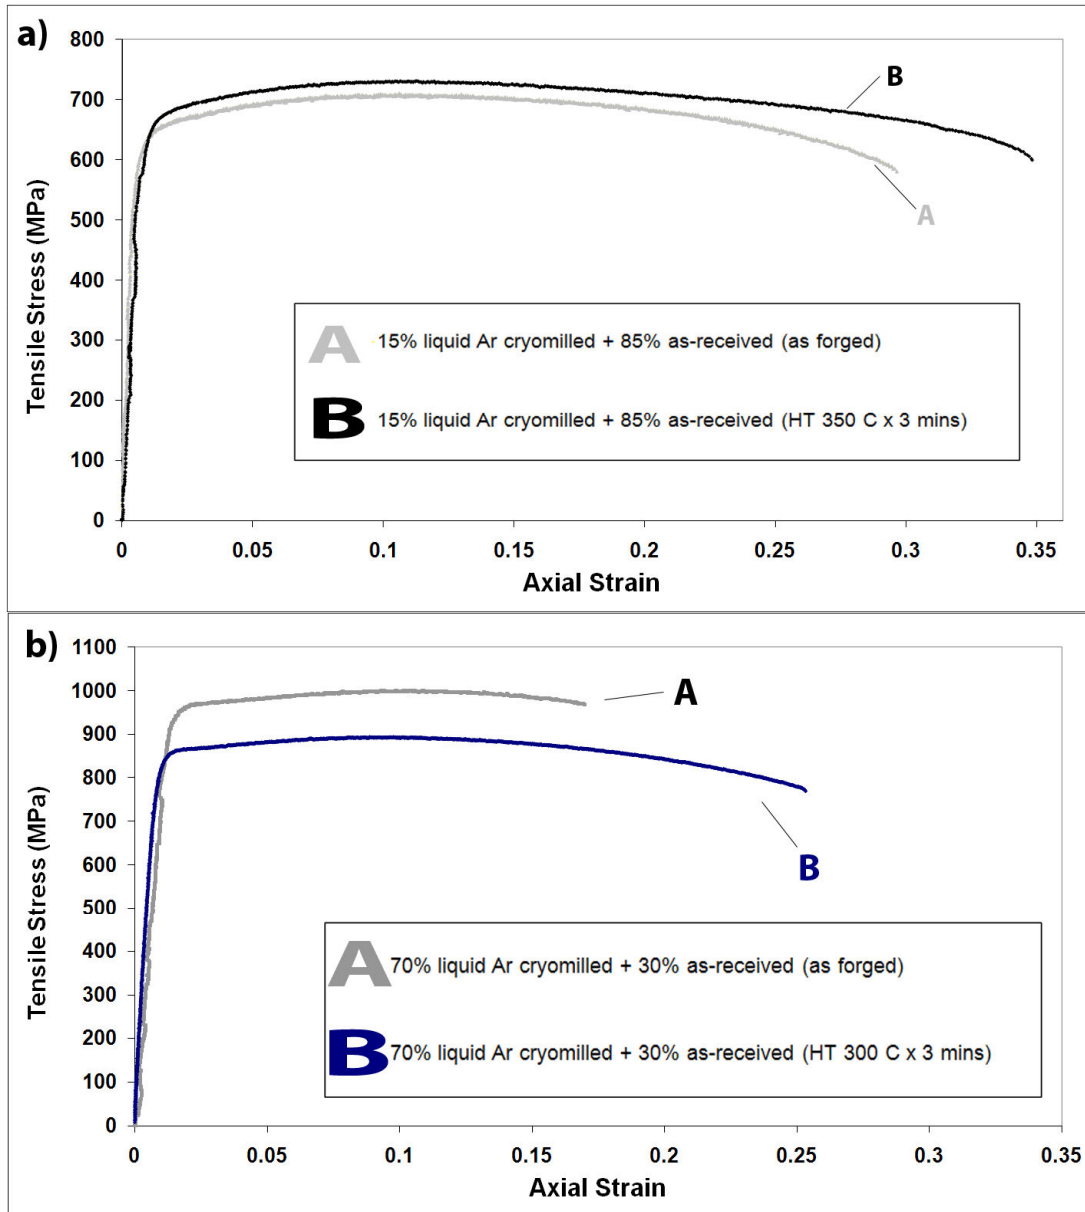 a)
800
700
600
500
400
300
200
100
0
Tensile Stress (MPa)
B
A
A 15% liquid Ar cryomilled + 85% as-received (as forged)
B 15% liquid Ar cryomilled + 85% as-received (HT 350 C x 3 mins)
0 0.05 0.1 0.15 0.2 0.25 0.3 0.35
Axial Strain
b)
1100
1000
900
800
700
600
500
400
300
200
100
0
Tensile Stress (MPa)
A
B
A 70% liquid Ar cryomilled + 30% as-received (as forged)
B 70% liquid Ar cryomilled + 30% as-received (HT 300 C x 3 mins)
0 0.05 0.1 0.15 0.2 0.25 0.3 0.35
Axial Strain